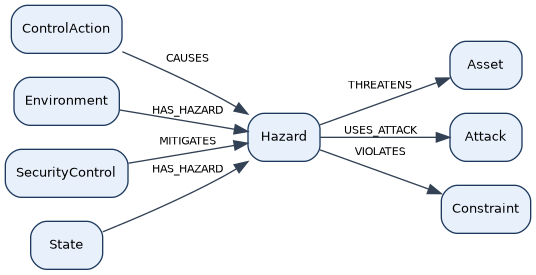 ControlAction
CAUSES
Environment
HAS_HAZARD
SecurityControl
MITIGATES
State
HAS_HAZARD
Hazard
THREATENS
Asset
USES_ATTACK
Attack
VIOLATES
Constraint